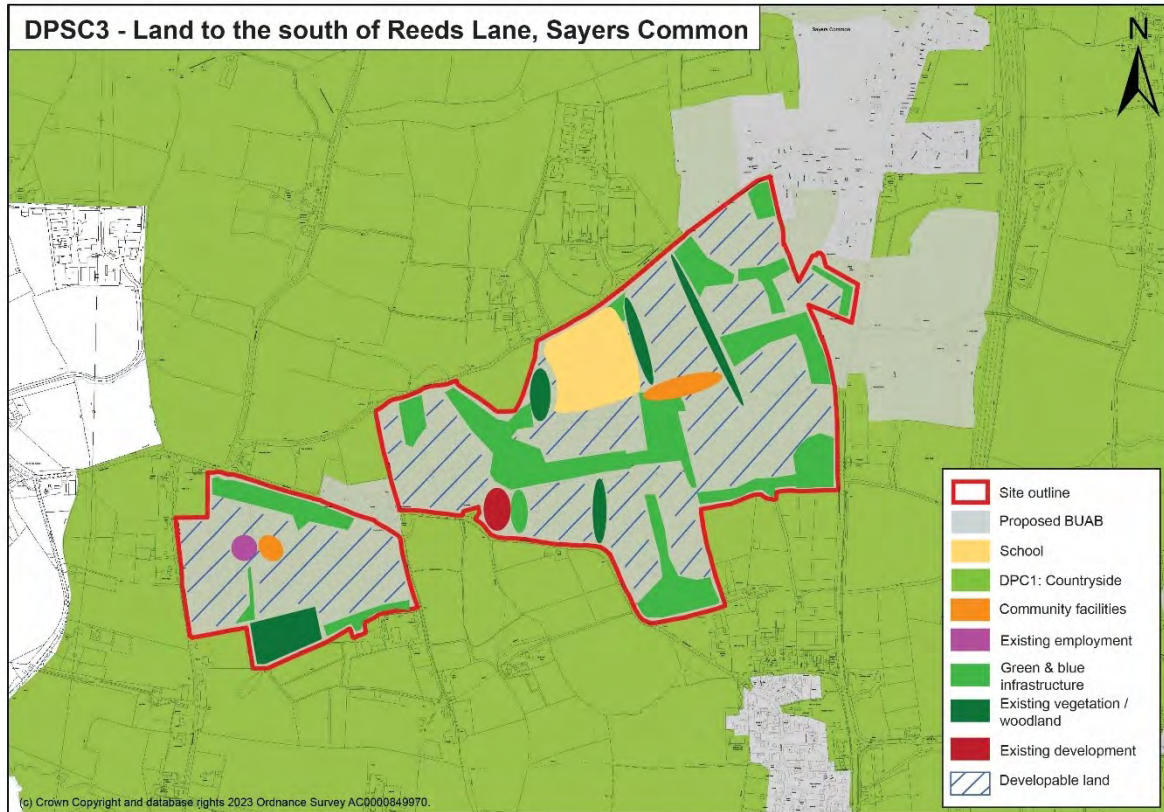 DPSC3 - Land to the south of Reeds Lane, Sayers Common
Sayers Common
N
Site outline
Proposed BUAB
School
DPC1: Countryside
Community facilities
Existing employment
Green & blue
infrastructure
Existing vegetation /
woodland
Existing development
Developable land
(c) Crown Copyright and database rights 2023 Ordnance Survey AC0000849970.